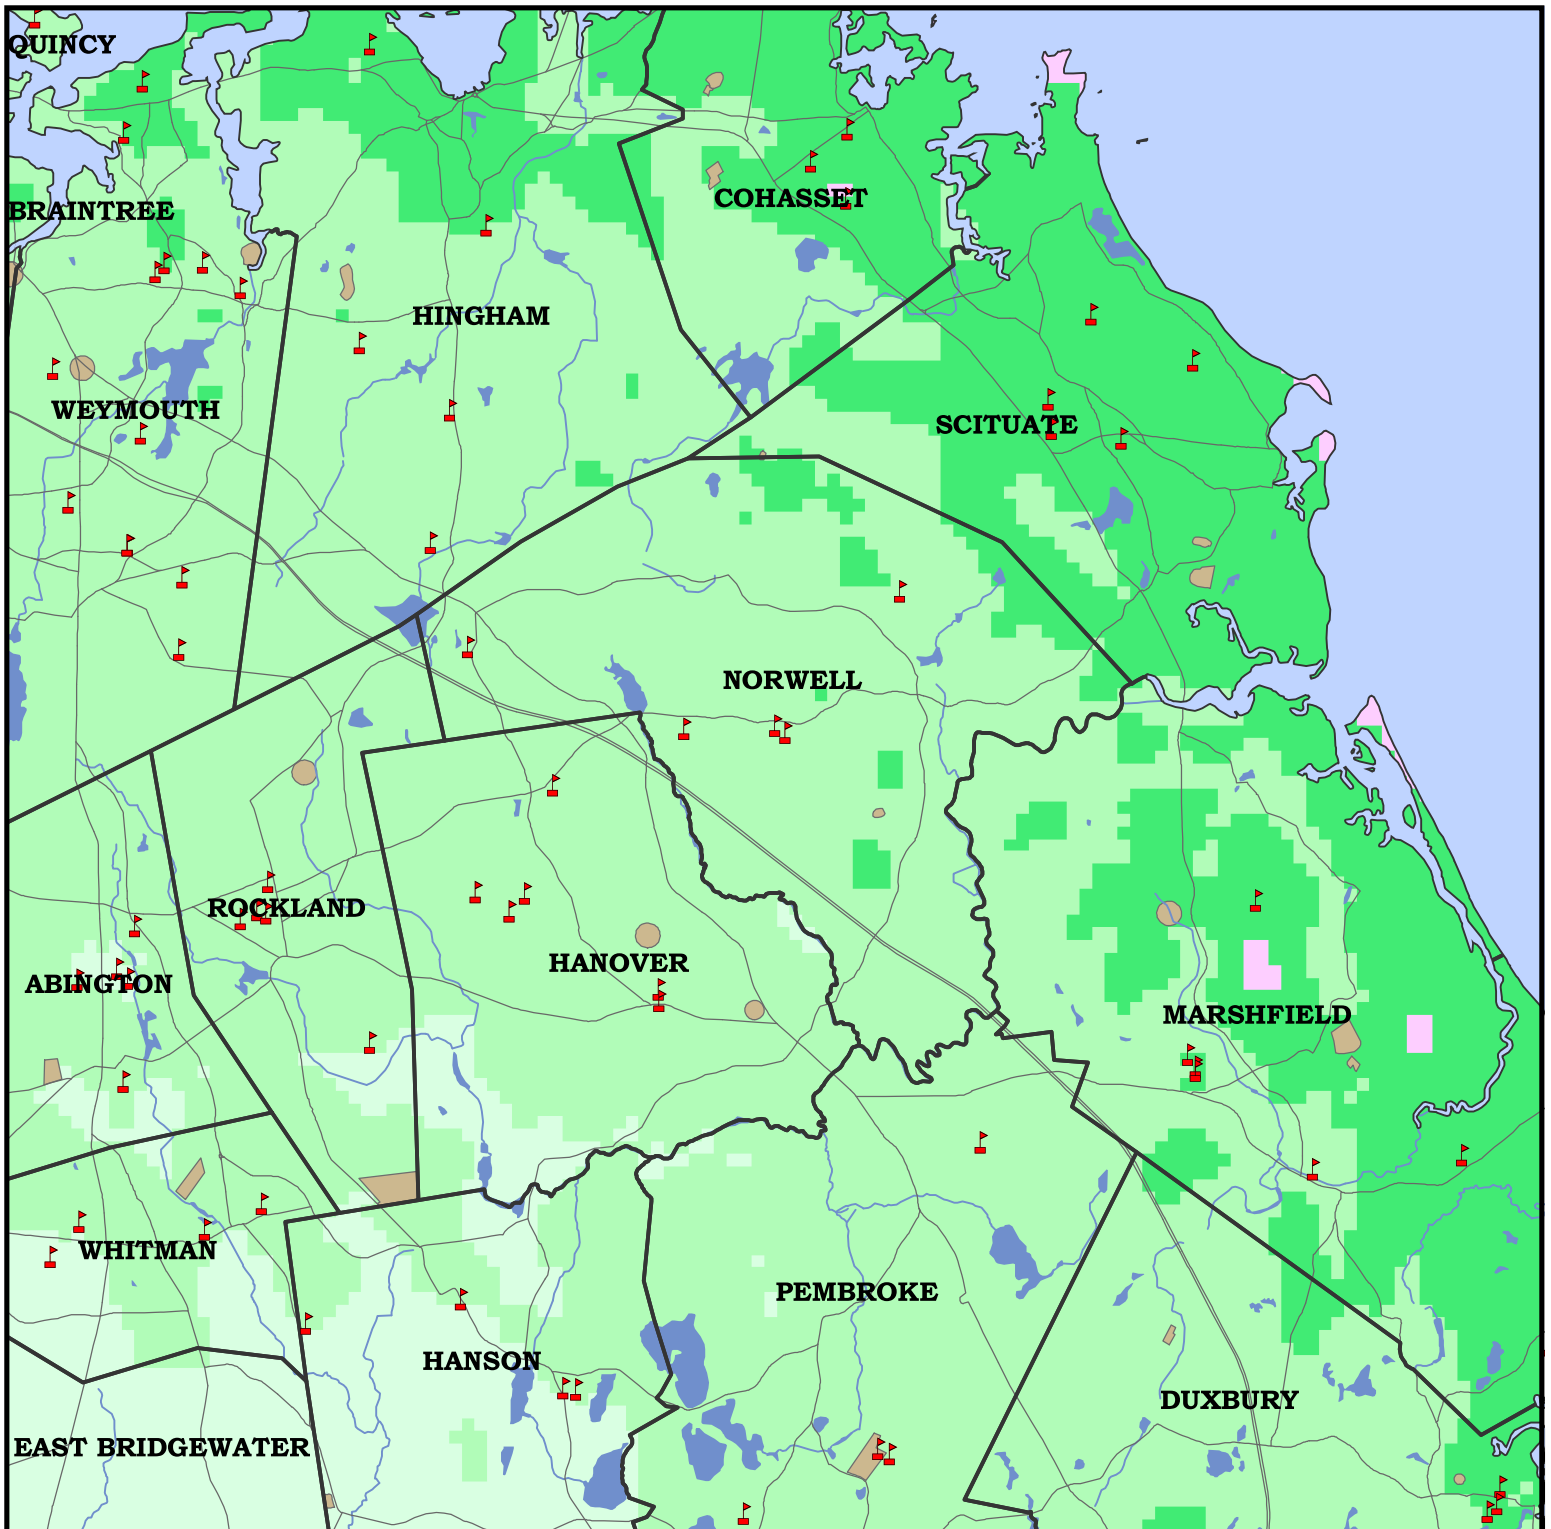 QUINCY
COHASSET
BRAINTREE
HINGHAM
WEYMOUTH
SCITUATE
NORWELL
ROCKLAND
HANOVER
ABINGTON
MARSHFIELD
WHITMAN
PEMBROKE
HANSON
DUXBURY
EAST BRIDGEWATER